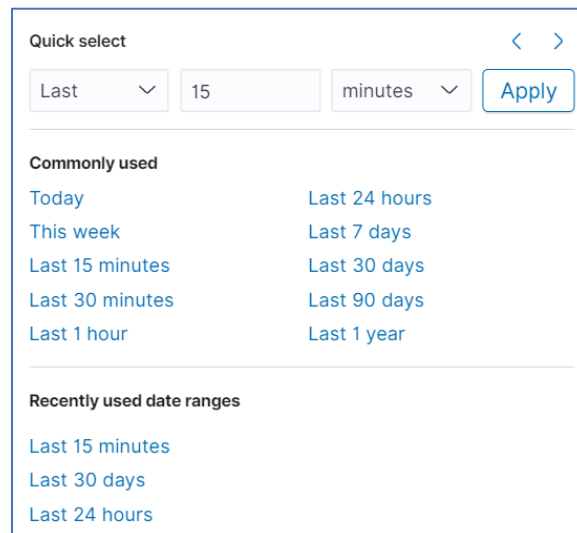 Quick select
Last 15 minutes Apply
Commonly used
Today Last 24 hours
This week Last 7 days
Last 15 minutes Last 30 days
Last 30 minutes Last 90 days
Last 1 hour Last 1 year
Recently used date ranges
Last 15 minutes
Last 30 days
Last 24 hours